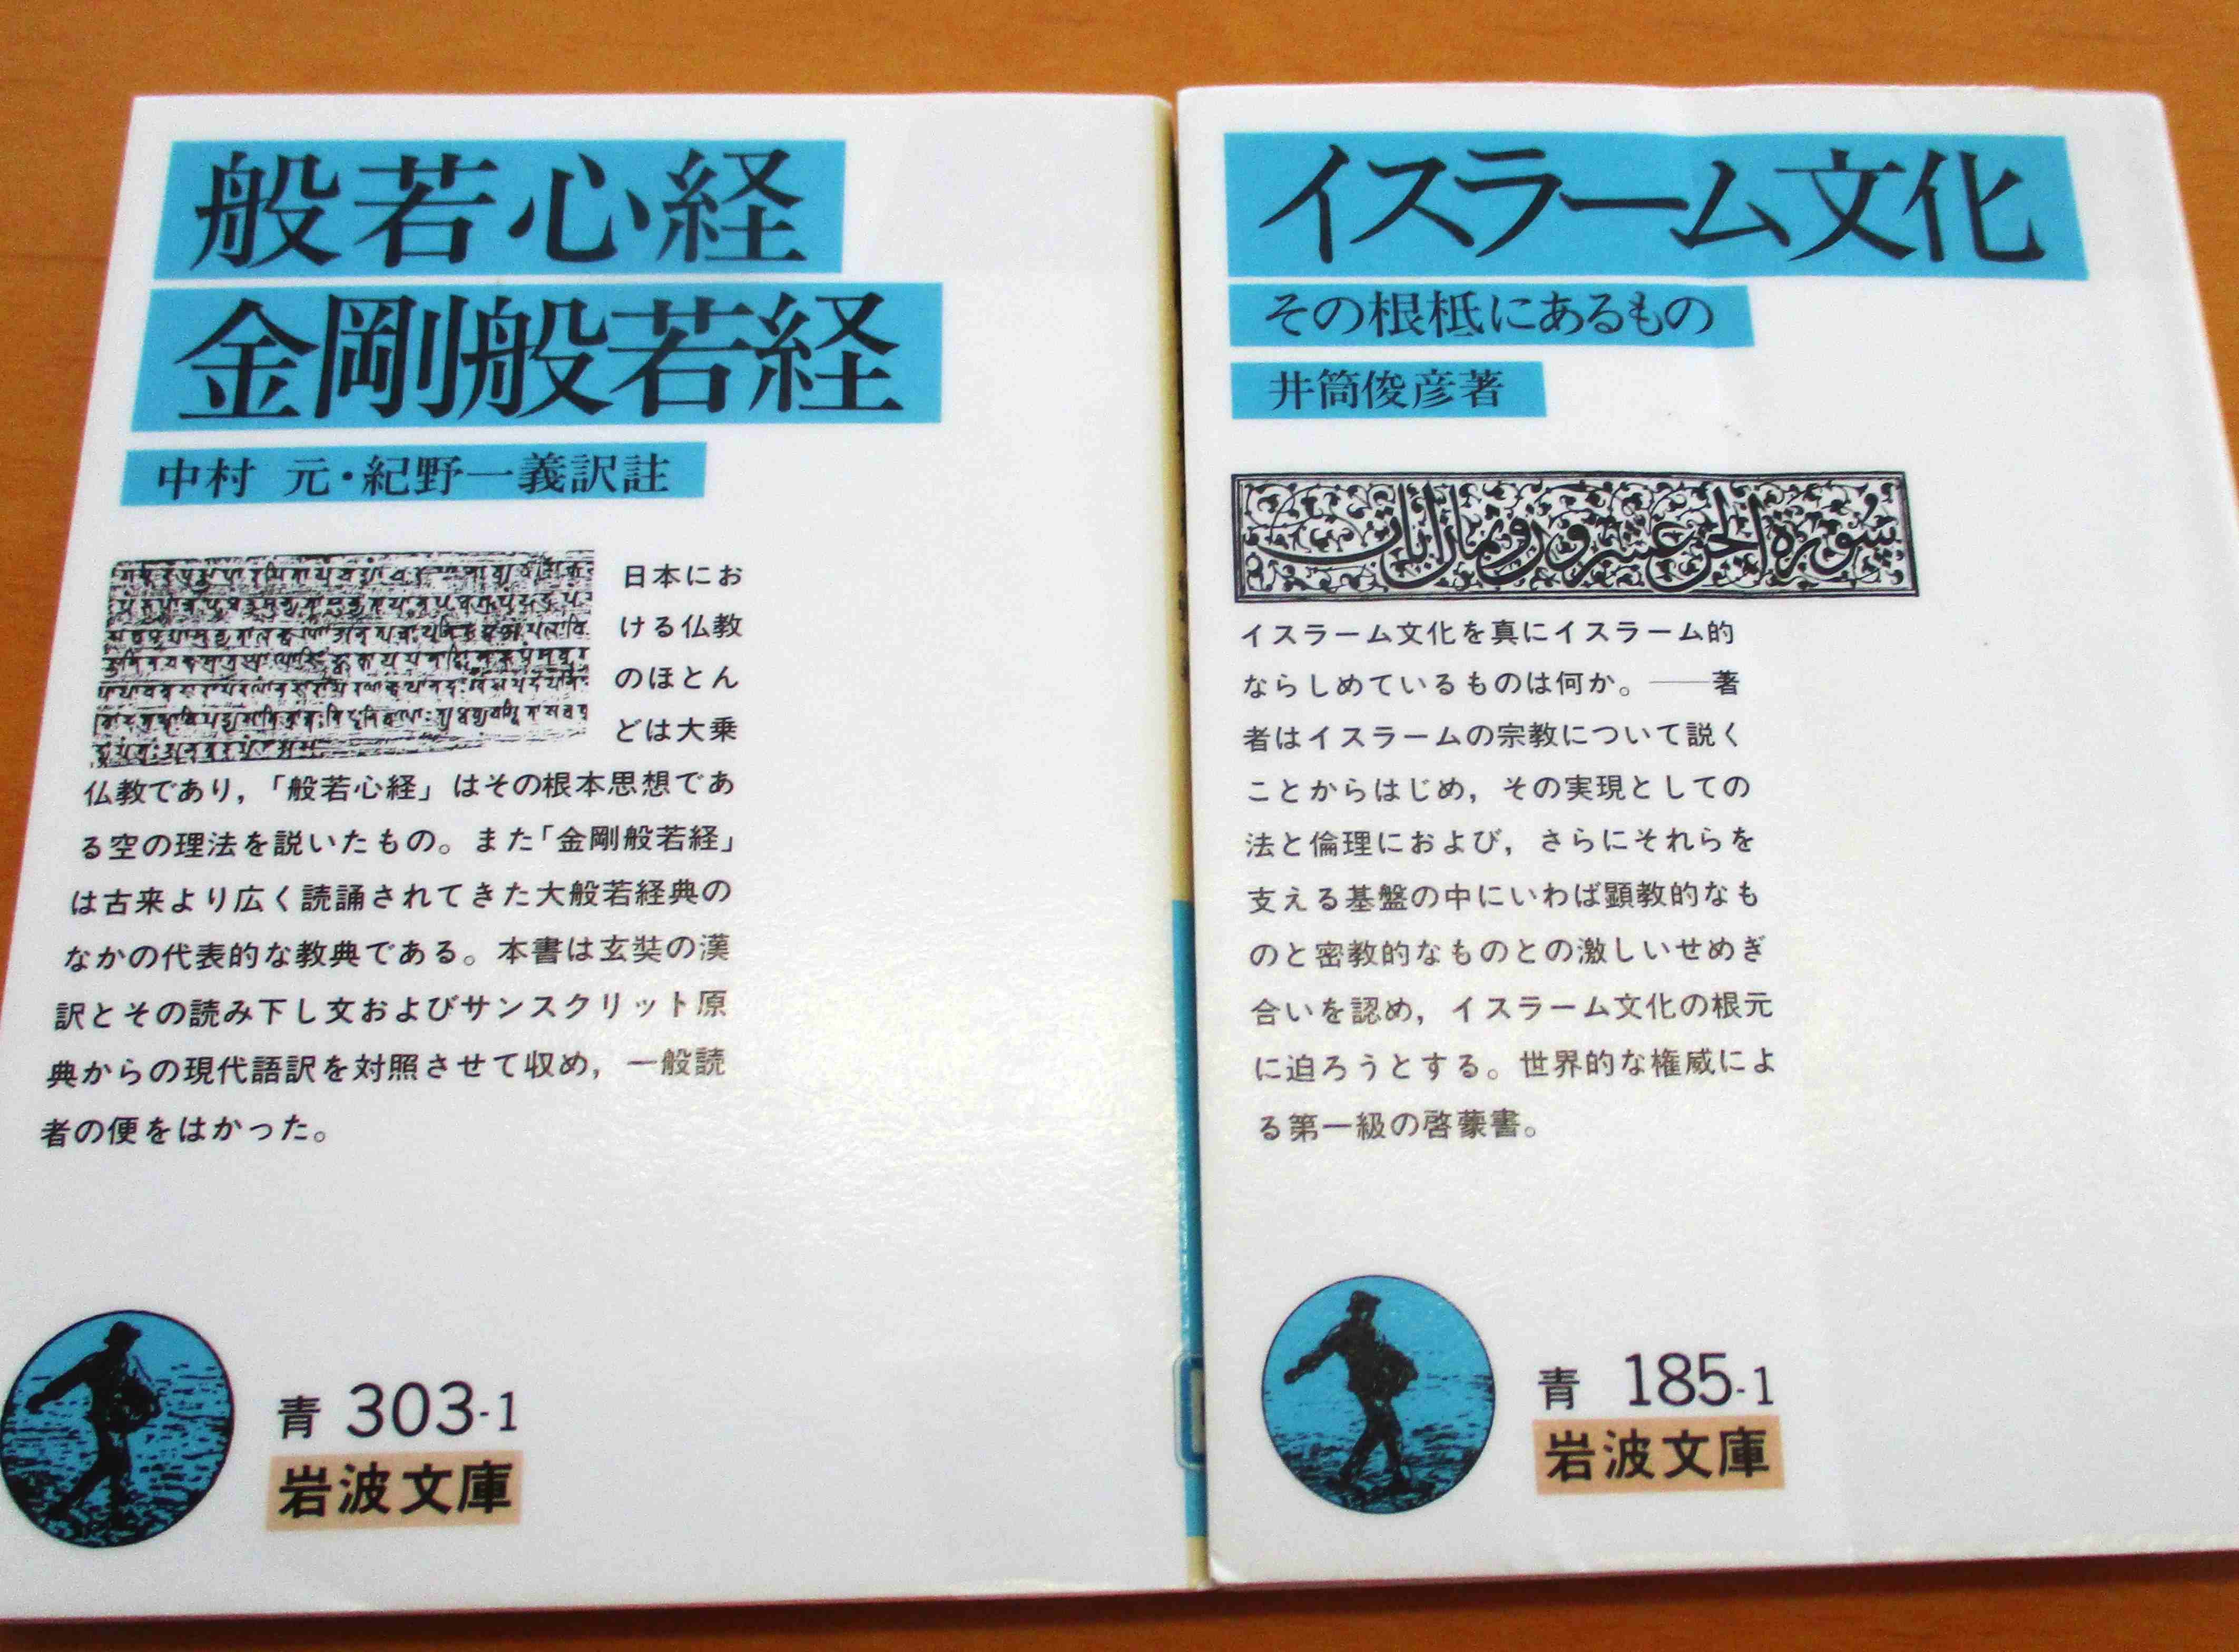 般若心経
金剛般若経
中村 元・紀野一義訳註
日本にお
ける仏教
のほとん
どは大乗
仏教であり，「般若心経」はその根本思想であ
る空の理法を説いたもの。また「金剛般若経」
は古来より広く読誦されてきた大般若経典の
なかの代表的な教典である。本書は玄奘の漢
訳とその読み下し文およびサンスクリット原
典からの現代語訳を対照させて収め，一般読
者の便をはかった。
青 303-1
岩波文庫
イスラーム文化
その根柢にあるもの
井筒俊彦著
イスラーム文化を真にイスラーム的
ならしめているものは何か。――著
者はイスラームの宗教について説く
ことからはじめ，その実現としての
法と倫理におよび，さらにそれらを
支える基盤の中にいわば顕教的なも
のと密教的なものとの激しいせめぎ
合いを認め，イスラーム文化の根元
に迫ろうとする。世界的な権威によ
る第一級の啓蒙書。
青 185-1
岩波文庫